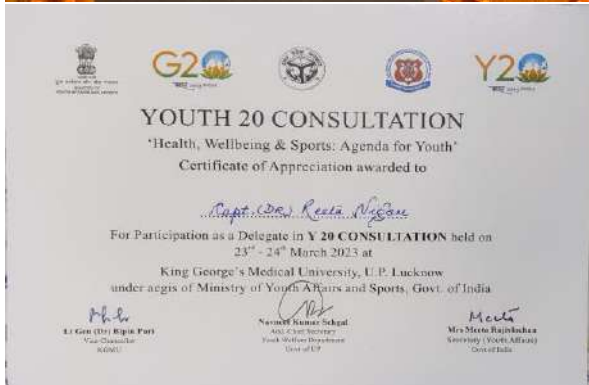 G20
Y20
YOUTH 20 CONSULTATION
'Health, Wellbeing & Sports: Agenda for Youth'
Certificate of Appreciation awarded to
Capt. (DR) Reeta Nigam
For Participation as a Delegate in Y 20 CONSULTATION held on
23rd - 24th March 2023 at
King George's Medical University, U.P. Lucknow
under aegis of Ministry of Youth Affairs and Sports, Govt. of India
Lt Gen (Dr) Bipin Puri
Vice Chancellor
KGMU
Navneet Kumar Sehgal
Addl. Chief Secretary
Youth Welfare Department
Govt of UP
Mrs Meeta Rajivlochan
Secretary (Youth Affairs)
Govt of India